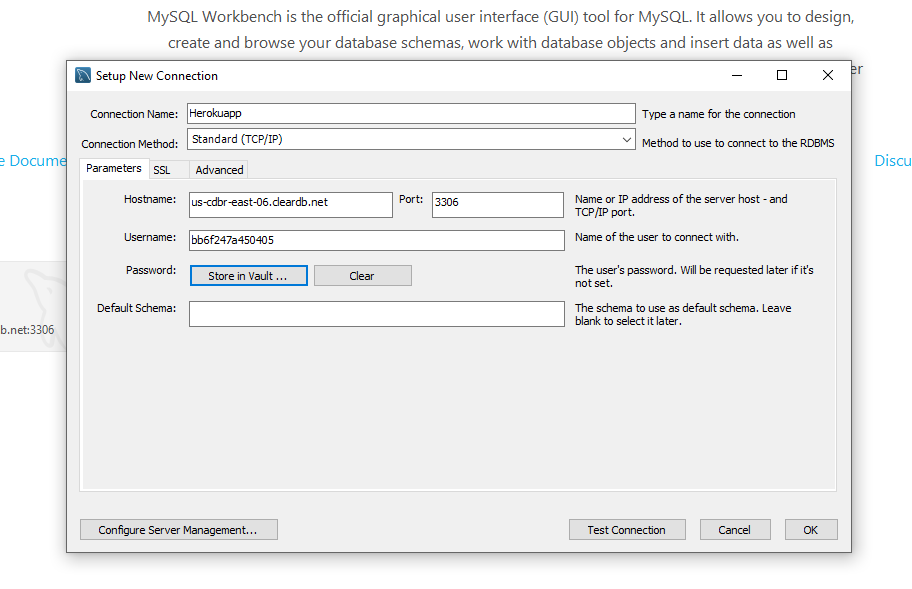 MySQL Workbench is the official graphical user interface (GUI) tool for MySQL. It allows you to design,
create and browse your database schemas, work with database objects and insert data as well as
er
Setup New Connection
Connection Name: Herokuapp Type a name for the connection
Connection Method: Standard (TCP/IP) Method to use to connect to the RDBMS
e Docume
Discu
Parameters SSL Advanced
Hostname: us-cdbr-east-06.cleardb.net Port: 3306 Name or IP address of the server host - and
TCP/IP port.
Username: bb6f247a450405 Name of the user to connect with.
Password: Store in Vault ... Clear The user's password. Will be requested later if it's
not set.
Default Schema: The schema to use as default schema. Leave
blank to select it later.
b.net:3306
Configure Server Management... Test Connection Cancel OK